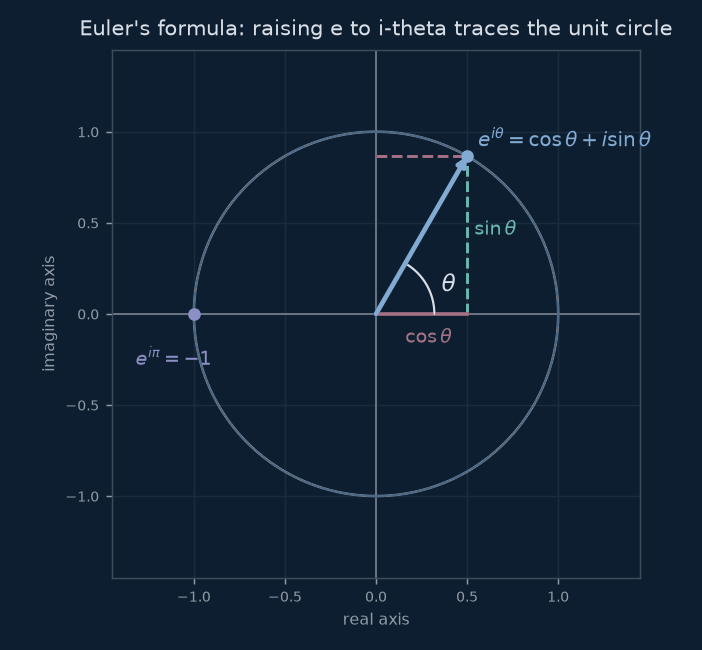 Euler's formula: raising e to i-theta traces the unit circle
e^{iθ} = cos θ + i sin θ
sin θ
θ
cos θ
e^{iπ} = −1
1.0
0.5
0.0
−0.5
−1.0
imaginary axis
−1.0 −0.5 0.0 0.5 1.0
real axis